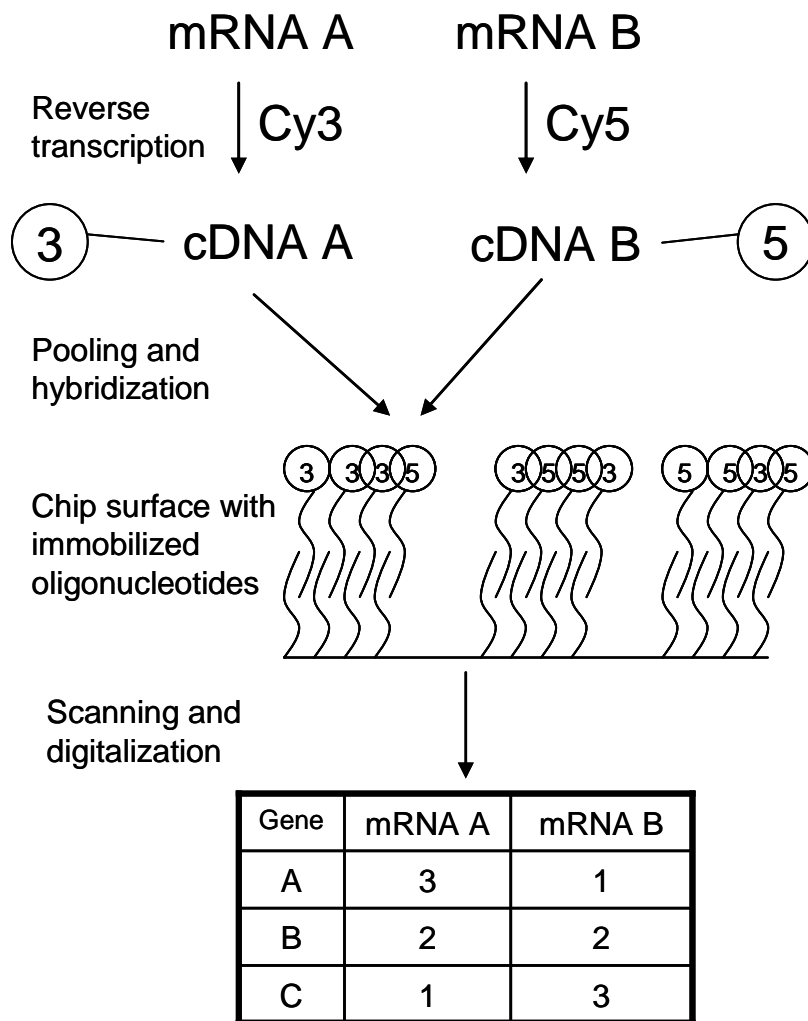 mRNA A mRNA B
Reverse
transcription
Cy3 Cy5
3 cDNA A cDNA B 5
Pooling and
hybridization
3 3 3 5 3 5 5 3 5 5 3 5
Chip surface with
immobilized
oligonucleotides
Scanning and
digitalization
Gene mRNA A mRNA B
A 3 1
B 2 2
C 1 3